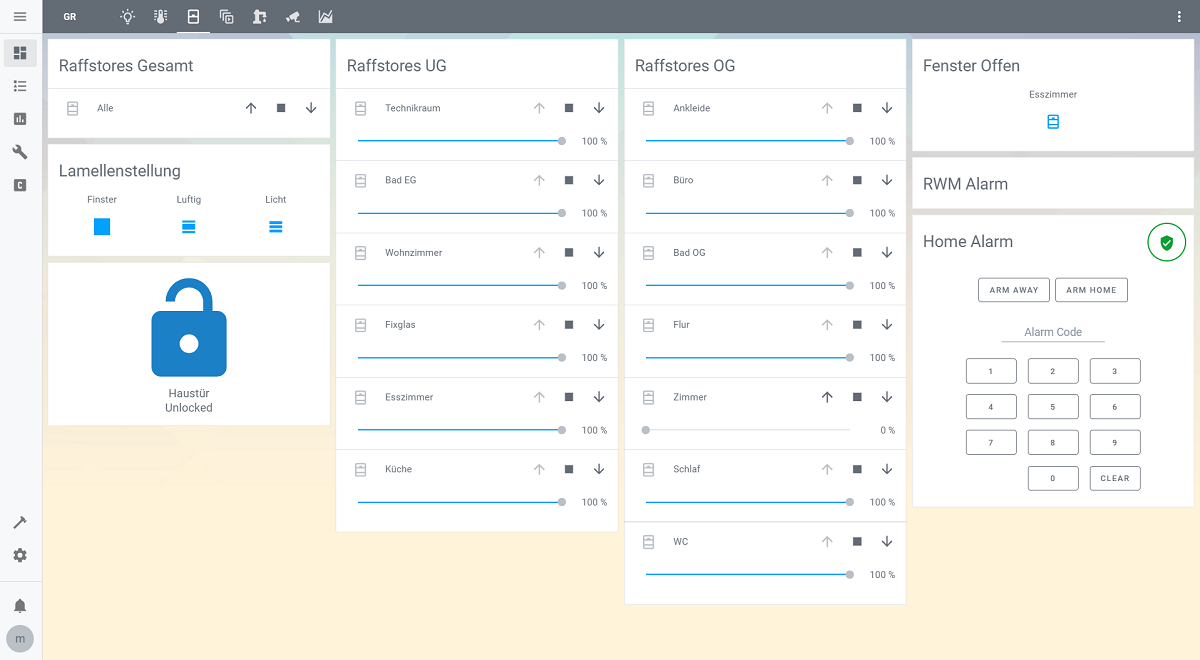 GR
Raffstores Gesamt
Alle
Lamellenstellung
Finster Luftig Licht
Haustür
Unlocked
Raffstores UG
Technikraum
100 %
Bad EG
100 %
Wohnzimmer
100 %
Fixglas
100 %
Esszimmer
100 %
Küche
100 %
Raffstores OG
Ankleide
100 %
Büro
100 %
Bad OG
100 %
Flur
100 %
Zimmer
0 %
Schlaf
100 %
WC
100 %
Fenster Offen
Esszimmer
RWM Alarm
Home Alarm
ARM AWAY ARM HOME
Alarm Code
1 2 3
4 5 6
7 8 9
0 CLEAR
C
m